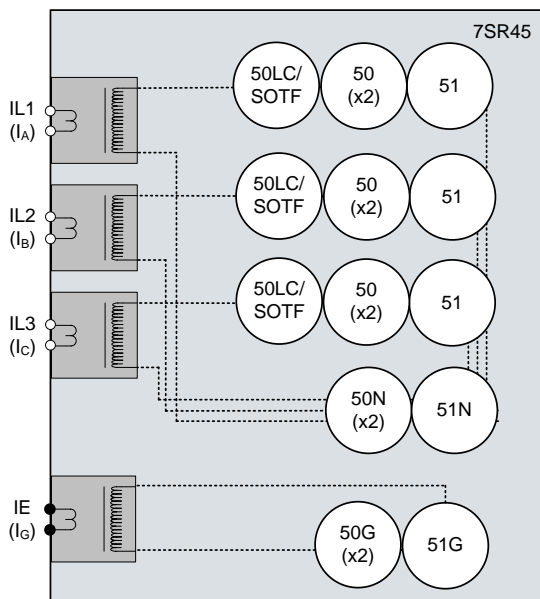 7SR45
IL1
(IA)
50LC/
SOTF
50
(x2)
51
IL2
(IB)
50LC/
SOTF
50
(x2)
51
IL3
(IC)
50LC/
SOTF
50
(x2)
51
50N
(x2)
51N
IE
(IG)
50G
(x2)
51G